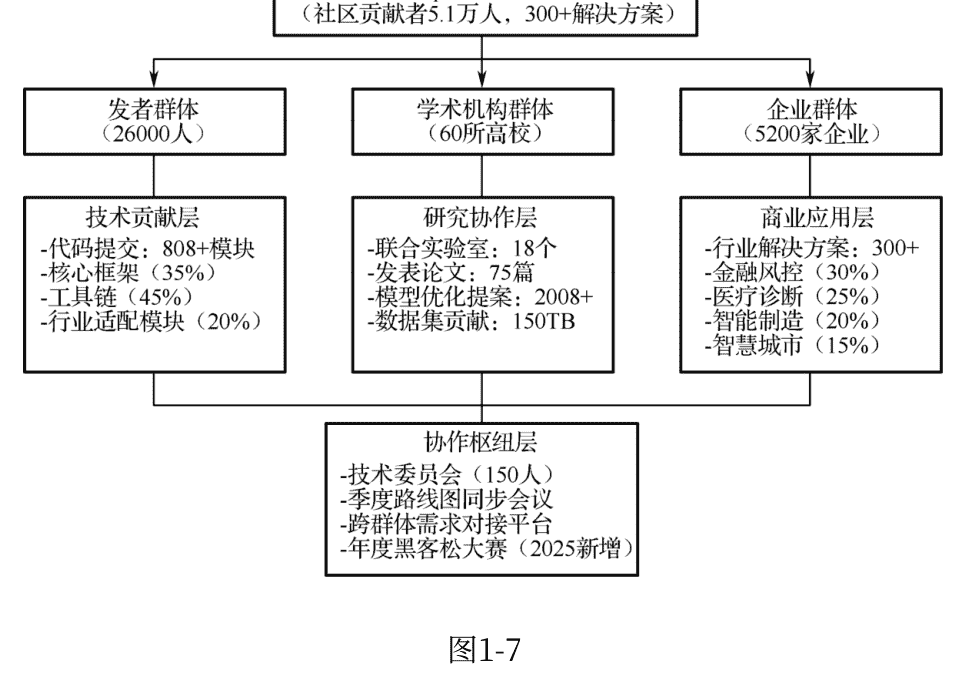 （社区贡献者5.1万人，300+解决方案）
发者群体
（26000人）
学术机构群体
（60所高校）
企业群体
（5200家企业）
技术贡献层
-代码提交：808+模块
-核心框架（35%）
-工具链（45%）
-行业适配模块（20%）
研究协作层
-联合实验室：18个
-发表论文：75篇
-模型优化提案：2008+
-数据集贡献：150TB
商业应用层
-行业解决方案：300+
-金融风控（30%）
-医疗诊断（25%）
-智能制造（20%）
-智慧城市（15%）
协作枢纽层
-技术委员会（150人）
-季度路线图同步会议
-跨群体需求对接平台
-年度黑客松大赛（2025新增）
图1-7